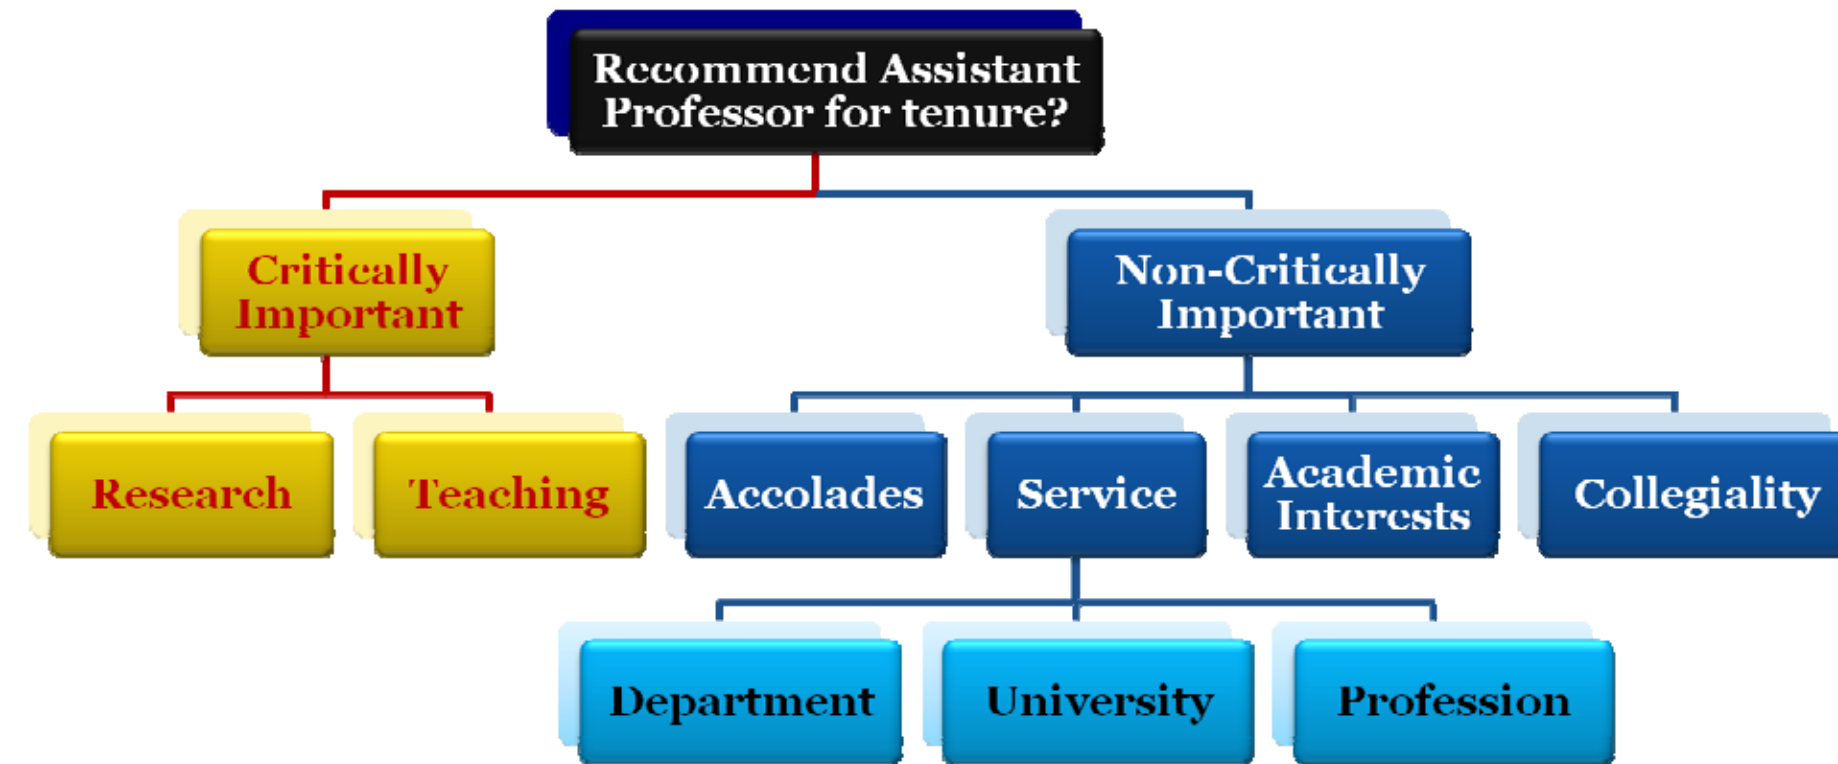 Recommend Assistant
Professor for tenure?
Critically
Important
Non-Critically
Important
Research
Teaching
Accolades
Service
Academic
Interests
Collegiality
Department
University
Profession